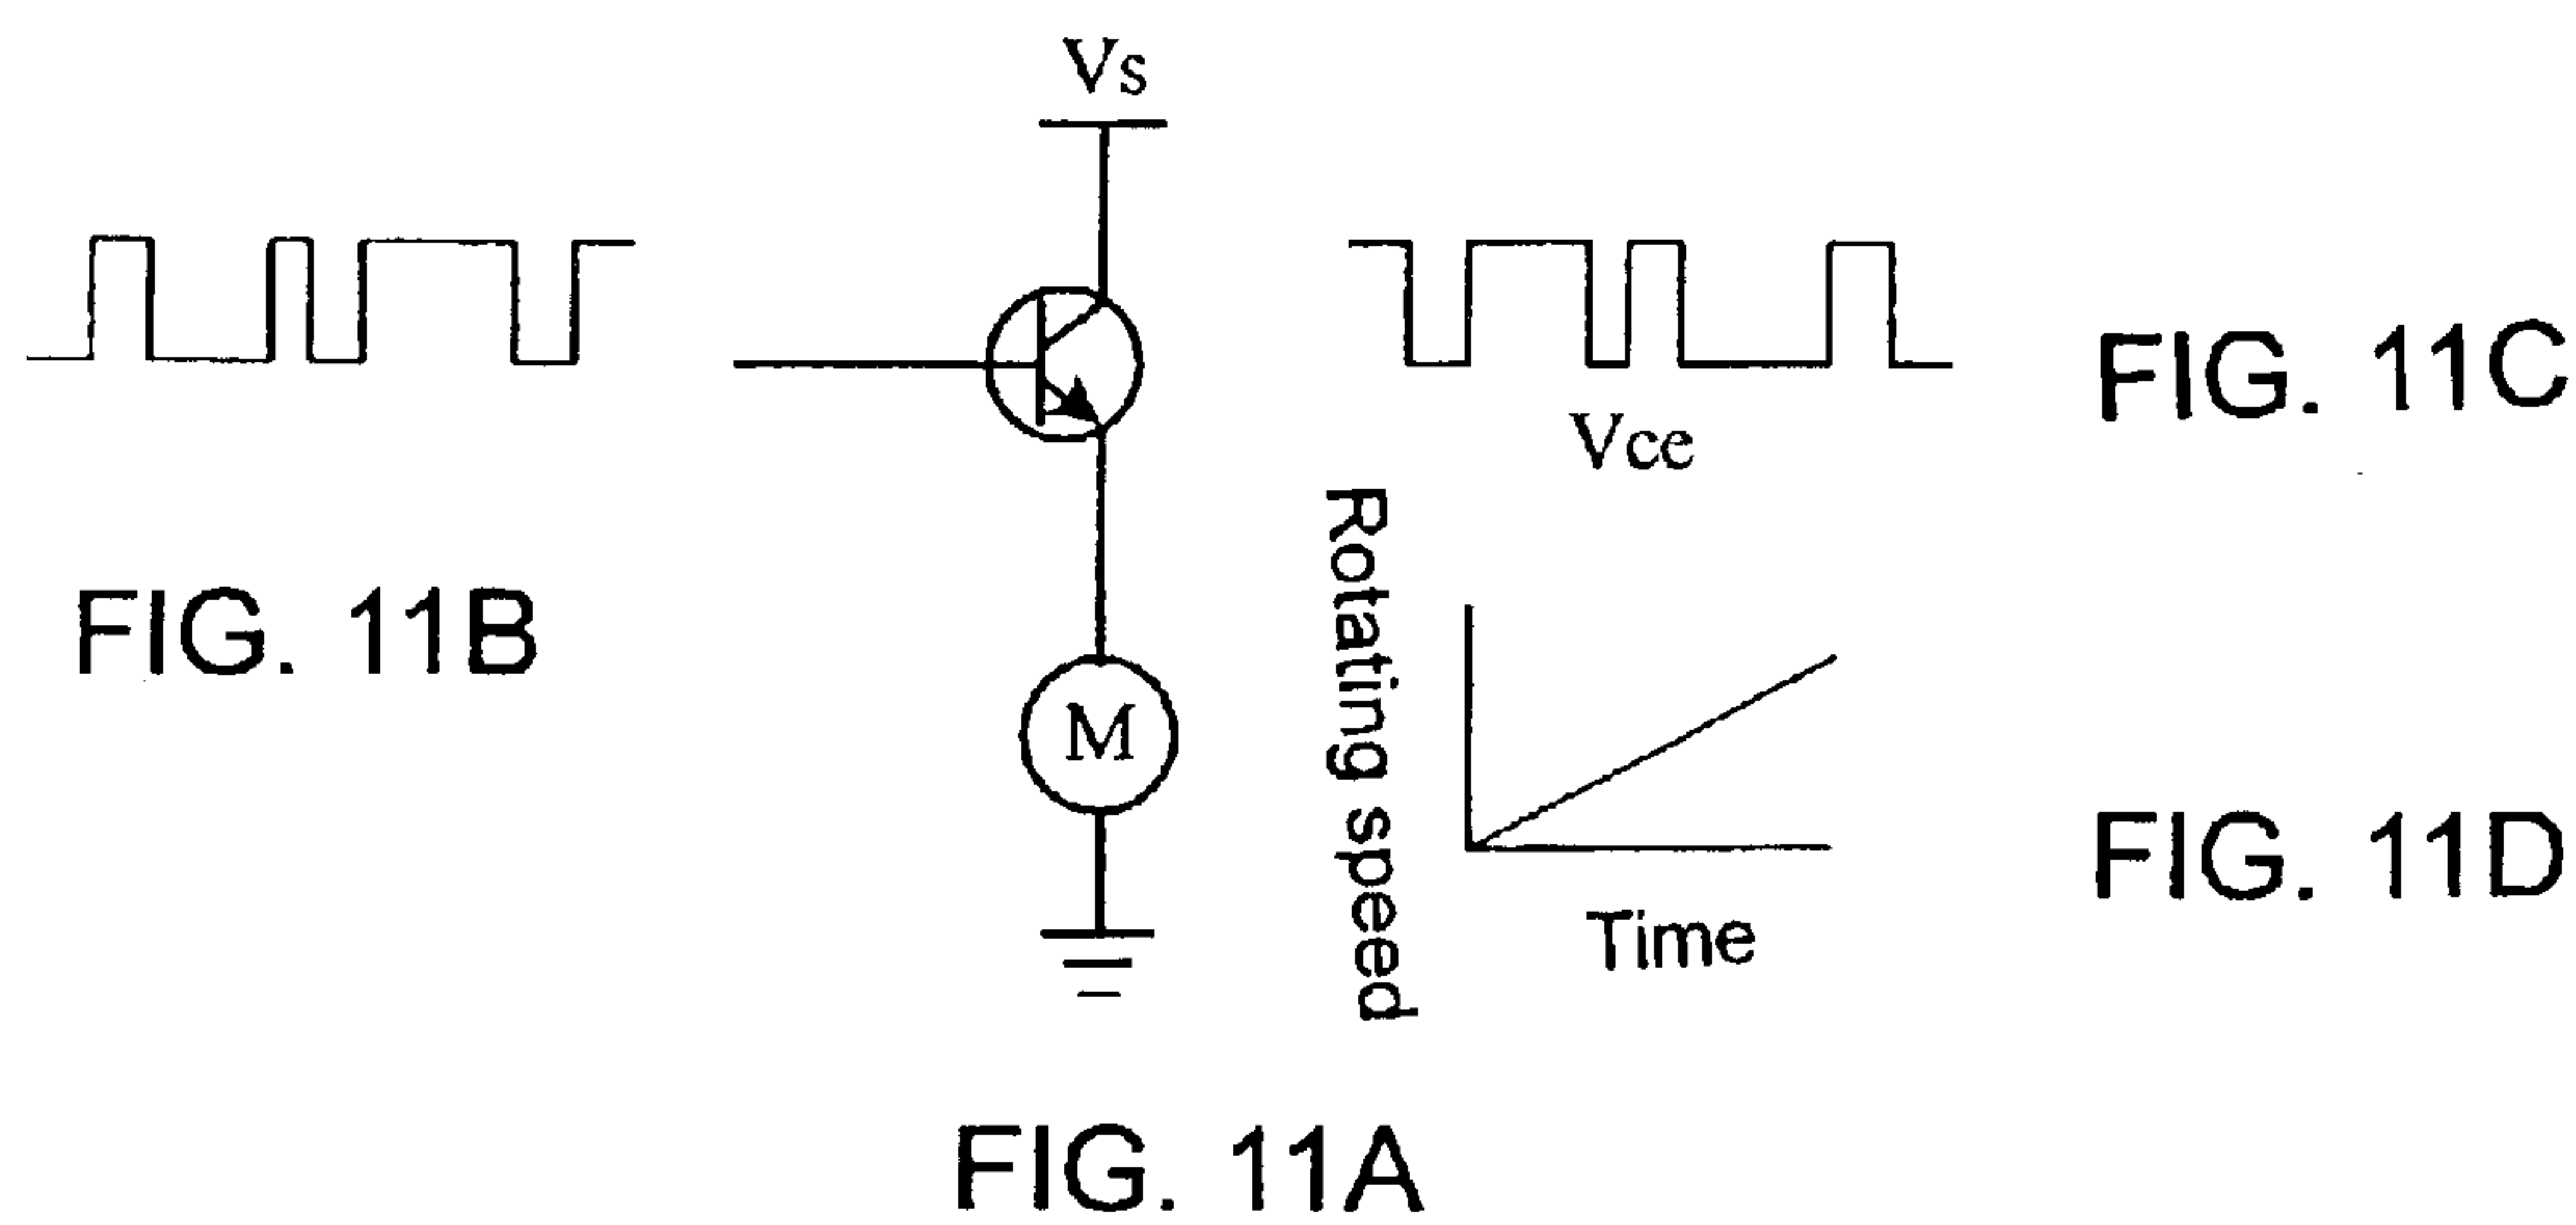 Vs
FIG. 11B
M
FIG. 11A
Vce
FIG. 11C
Rotating speed
Time
FIG. 11D